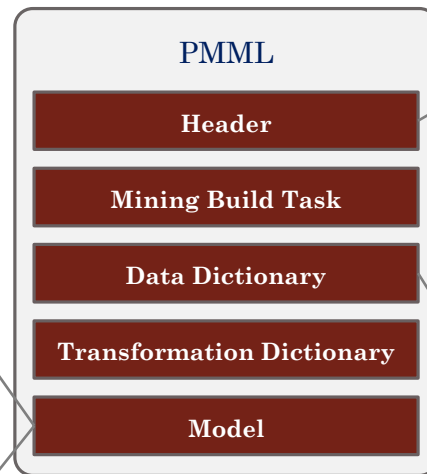 PMML
Header
Mining Build Task
Data Dictionary
Transformation Dictionary
Model